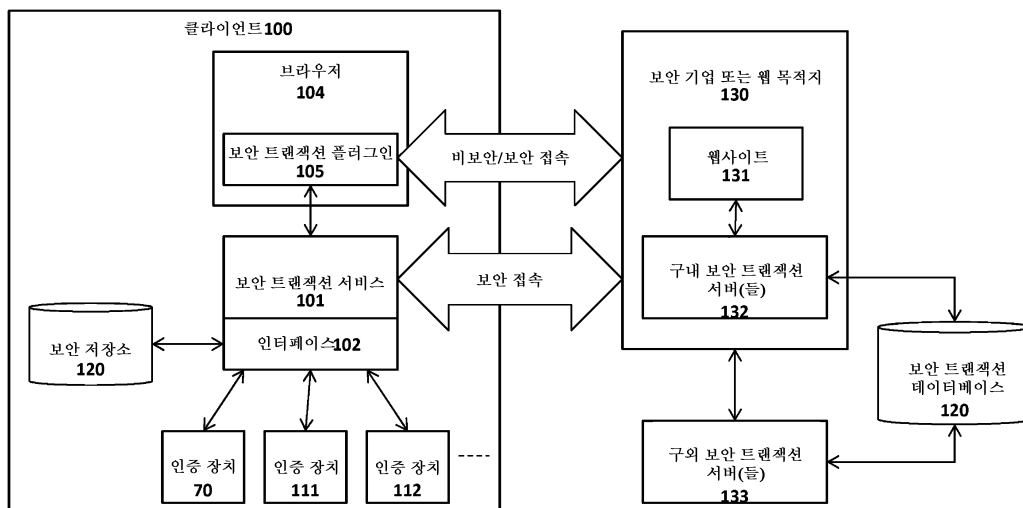 클라이언트100
브라우저
104
보안 트랜잭션 플러그인
105
보안 트랜잭션 서비스
101
인터페이스 102
보안 저장소
120
인증 장치
70
인증 장치
111
인증 장치
112
비보안/보안 접속
보안 접속
보안 기업 또는 웹 목적지
130
웹사이트
131
구내 보안 트랜잭션
서버(들)
132
구외 보안 트랜잭션
서버(들)
133
보안 트랜잭션
데이터베이스
120